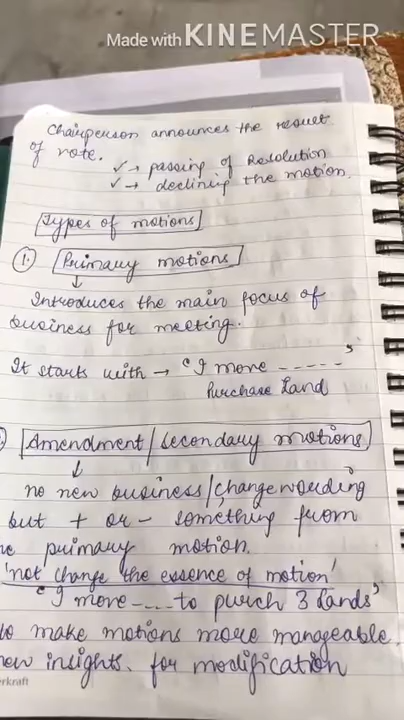 Made with KINEMASTER
Chairperson announces the result
of vote.
✓→ passing of Resolution
✓→ declining the motion.
Types of motions
1. Primary motions
↓
Introduces the main focus of
business for meeting.
It starts with → "I move -----"
Purchase Land
Amendment/secondary motions
↓
no new business/change wording
but + or - something from
primary motion.
'not change the essence of motion'
"I move ---- to purch 3 Lands"
to make motions more manageable.
new insights. for modification
erkraft